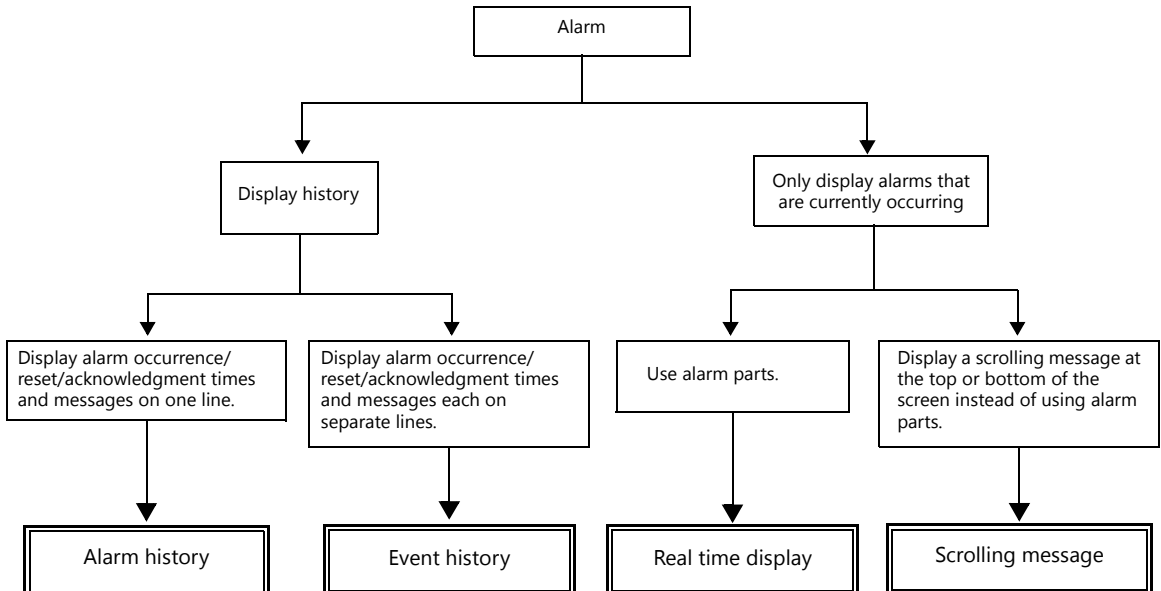 Alarm
Display history
Only display alarms that
are currently occurring
Display alarm occurrence/
reset/acknowledgment times
and messages on one line.
Display alarm occurrence/
reset/acknowledgment times
and messages each on
separate lines.
Use alarm parts.
Display a scrolling message at
the top or bottom of the
screen instead of using alarm
parts.
Alarm history
Event history
Real time display
Scrolling message